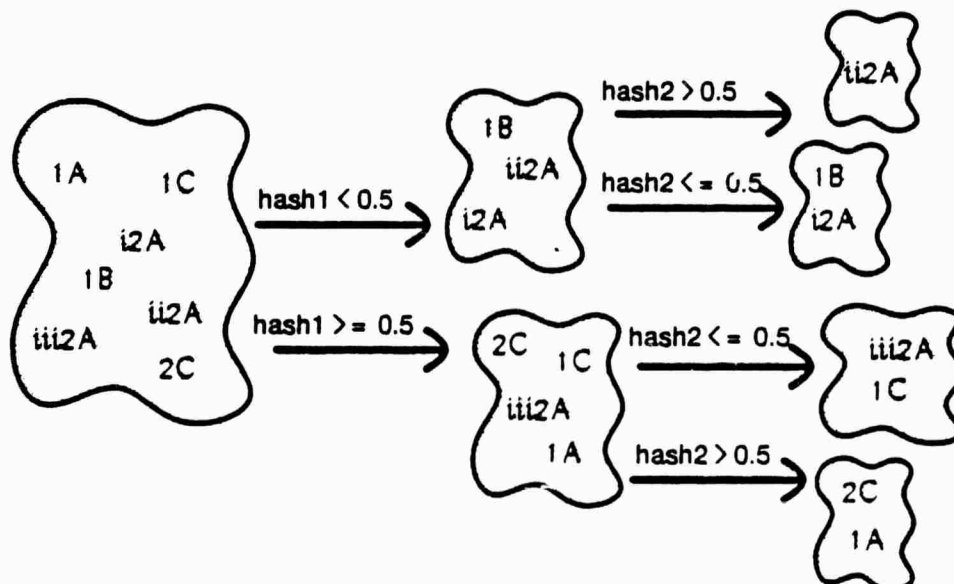 1A
1C
i2A
1B
iii2A
ii2A
2C
hash1 < 0.5
hash1 >= 0.5
1B
ii2A
i2A
2C
1C
iii2A
1A
hash2 > 0.5
hash2 <= 0.5
hash2 <= 0.5
hash2 > 0.5
ii2A
1B
i2A
iii2A
1C
2C
1A